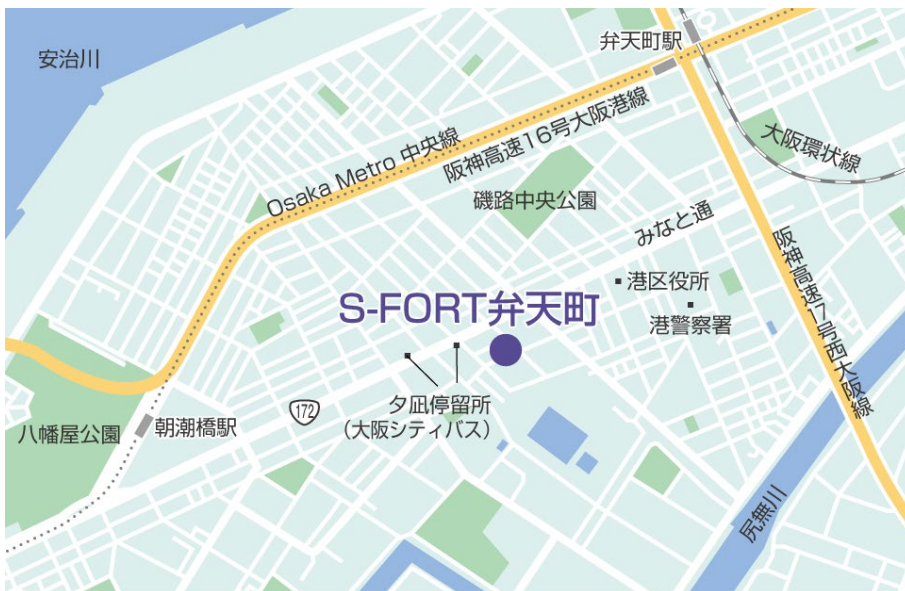 安治川
弁天町駅
Osaka Metro 中央線
阪神高速16号大阪港線
大阪環状線
磯路中央公園
みなと通
港区役所
港警察署
阪神高速17号西大阪線
S-FORT弁天町
夕凪停留所
（大阪シティバス）
172
八幡屋公園
朝潮橋駅
尻無川